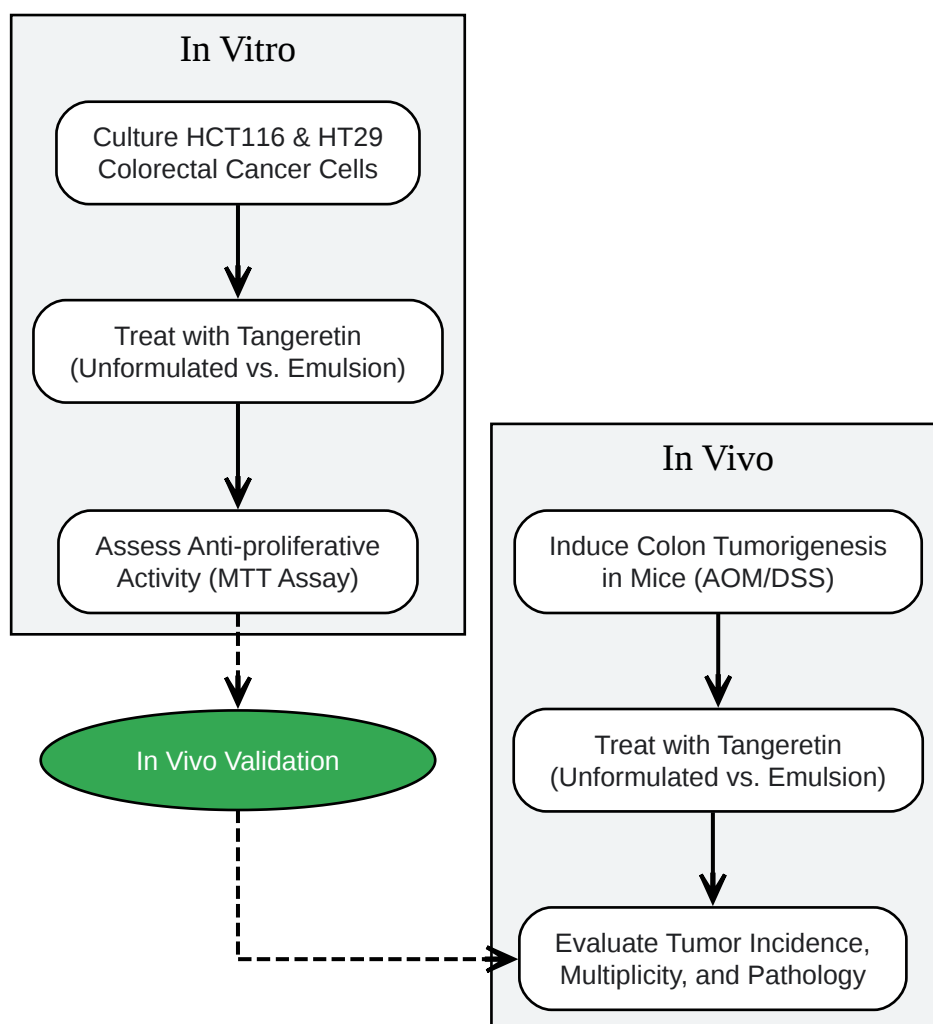 In Vitro
Culture HCT116 & HT29
Colorectal Cancer Cells
Treat with Tangeretin
(Unformulated vs. Emulsion)
Assess Anti-proliferative
Activity (MTT Assay)
In Vivo Validation
In Vivo
Induce Colon Tumorigenesis
in Mice (AOM/DSS)
Treat with Tangeretin
(Unformulated vs. Emulsion)
Evaluate Tumor Incidence,
Multiplicity, and Pathology